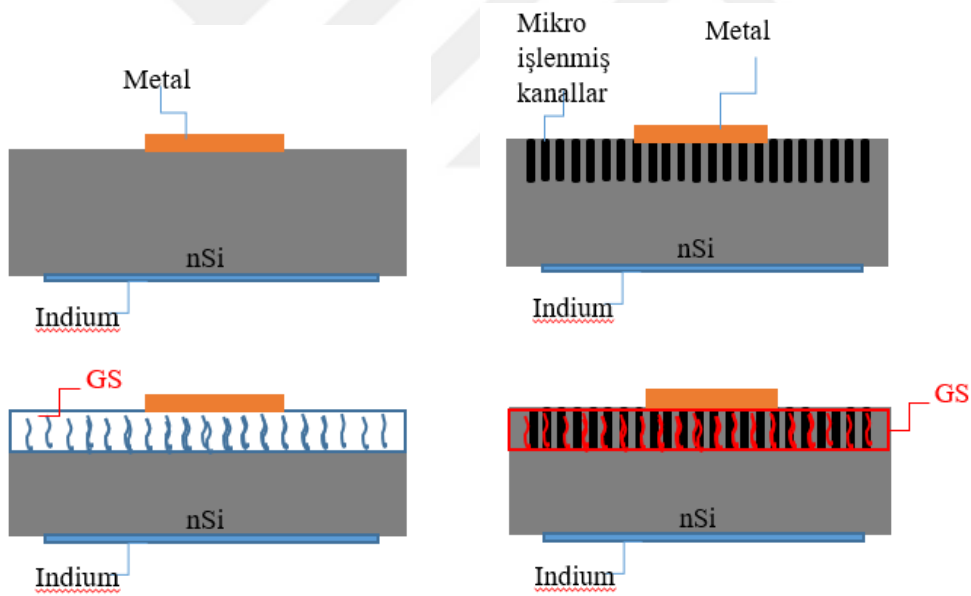 Metal
nSi
Indium
Mikro
işlenmiş
kanallar
Metal
nSi
Indium
GS
nSi
Indium
GS
nSi
Indium